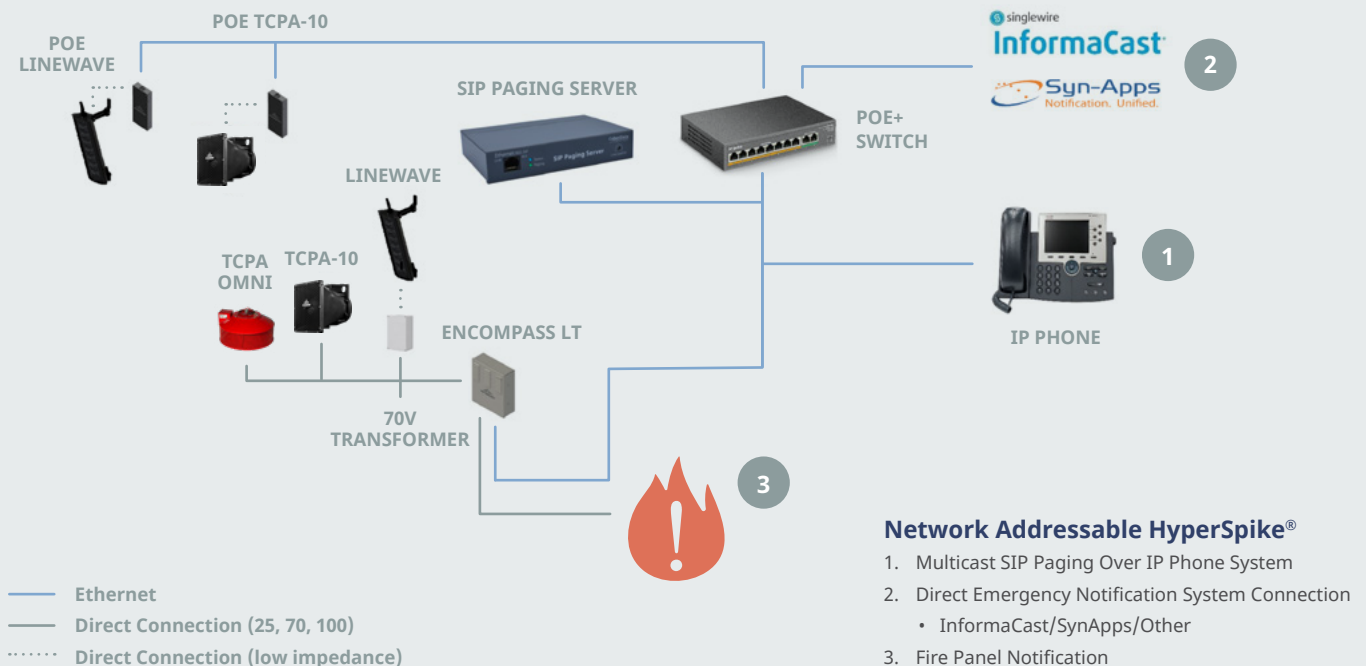 POE TCPA-10
POE
LINEWAVE
singlewire
InformaCast
2
Syn-Apps
Notification. Unified.
SIP PAGING SERVER
SIP Paging Server
POE+
SWITCH
LINEWAVE
TCPA
OMNI
TCPA-10
1
ENCOMPASS LT
IP PHONE
70V
TRANSFORMER
3
Network Addressable HyperSpike®
1. Multicast SIP Paging Over IP Phone System
2. Direct Emergency Notification System Connection
• InformaCast/SynApps/Other
3. Fire Panel Notification
Ethernet
Direct Connection (25, 70, 100)
Direct Connection (low impedance)